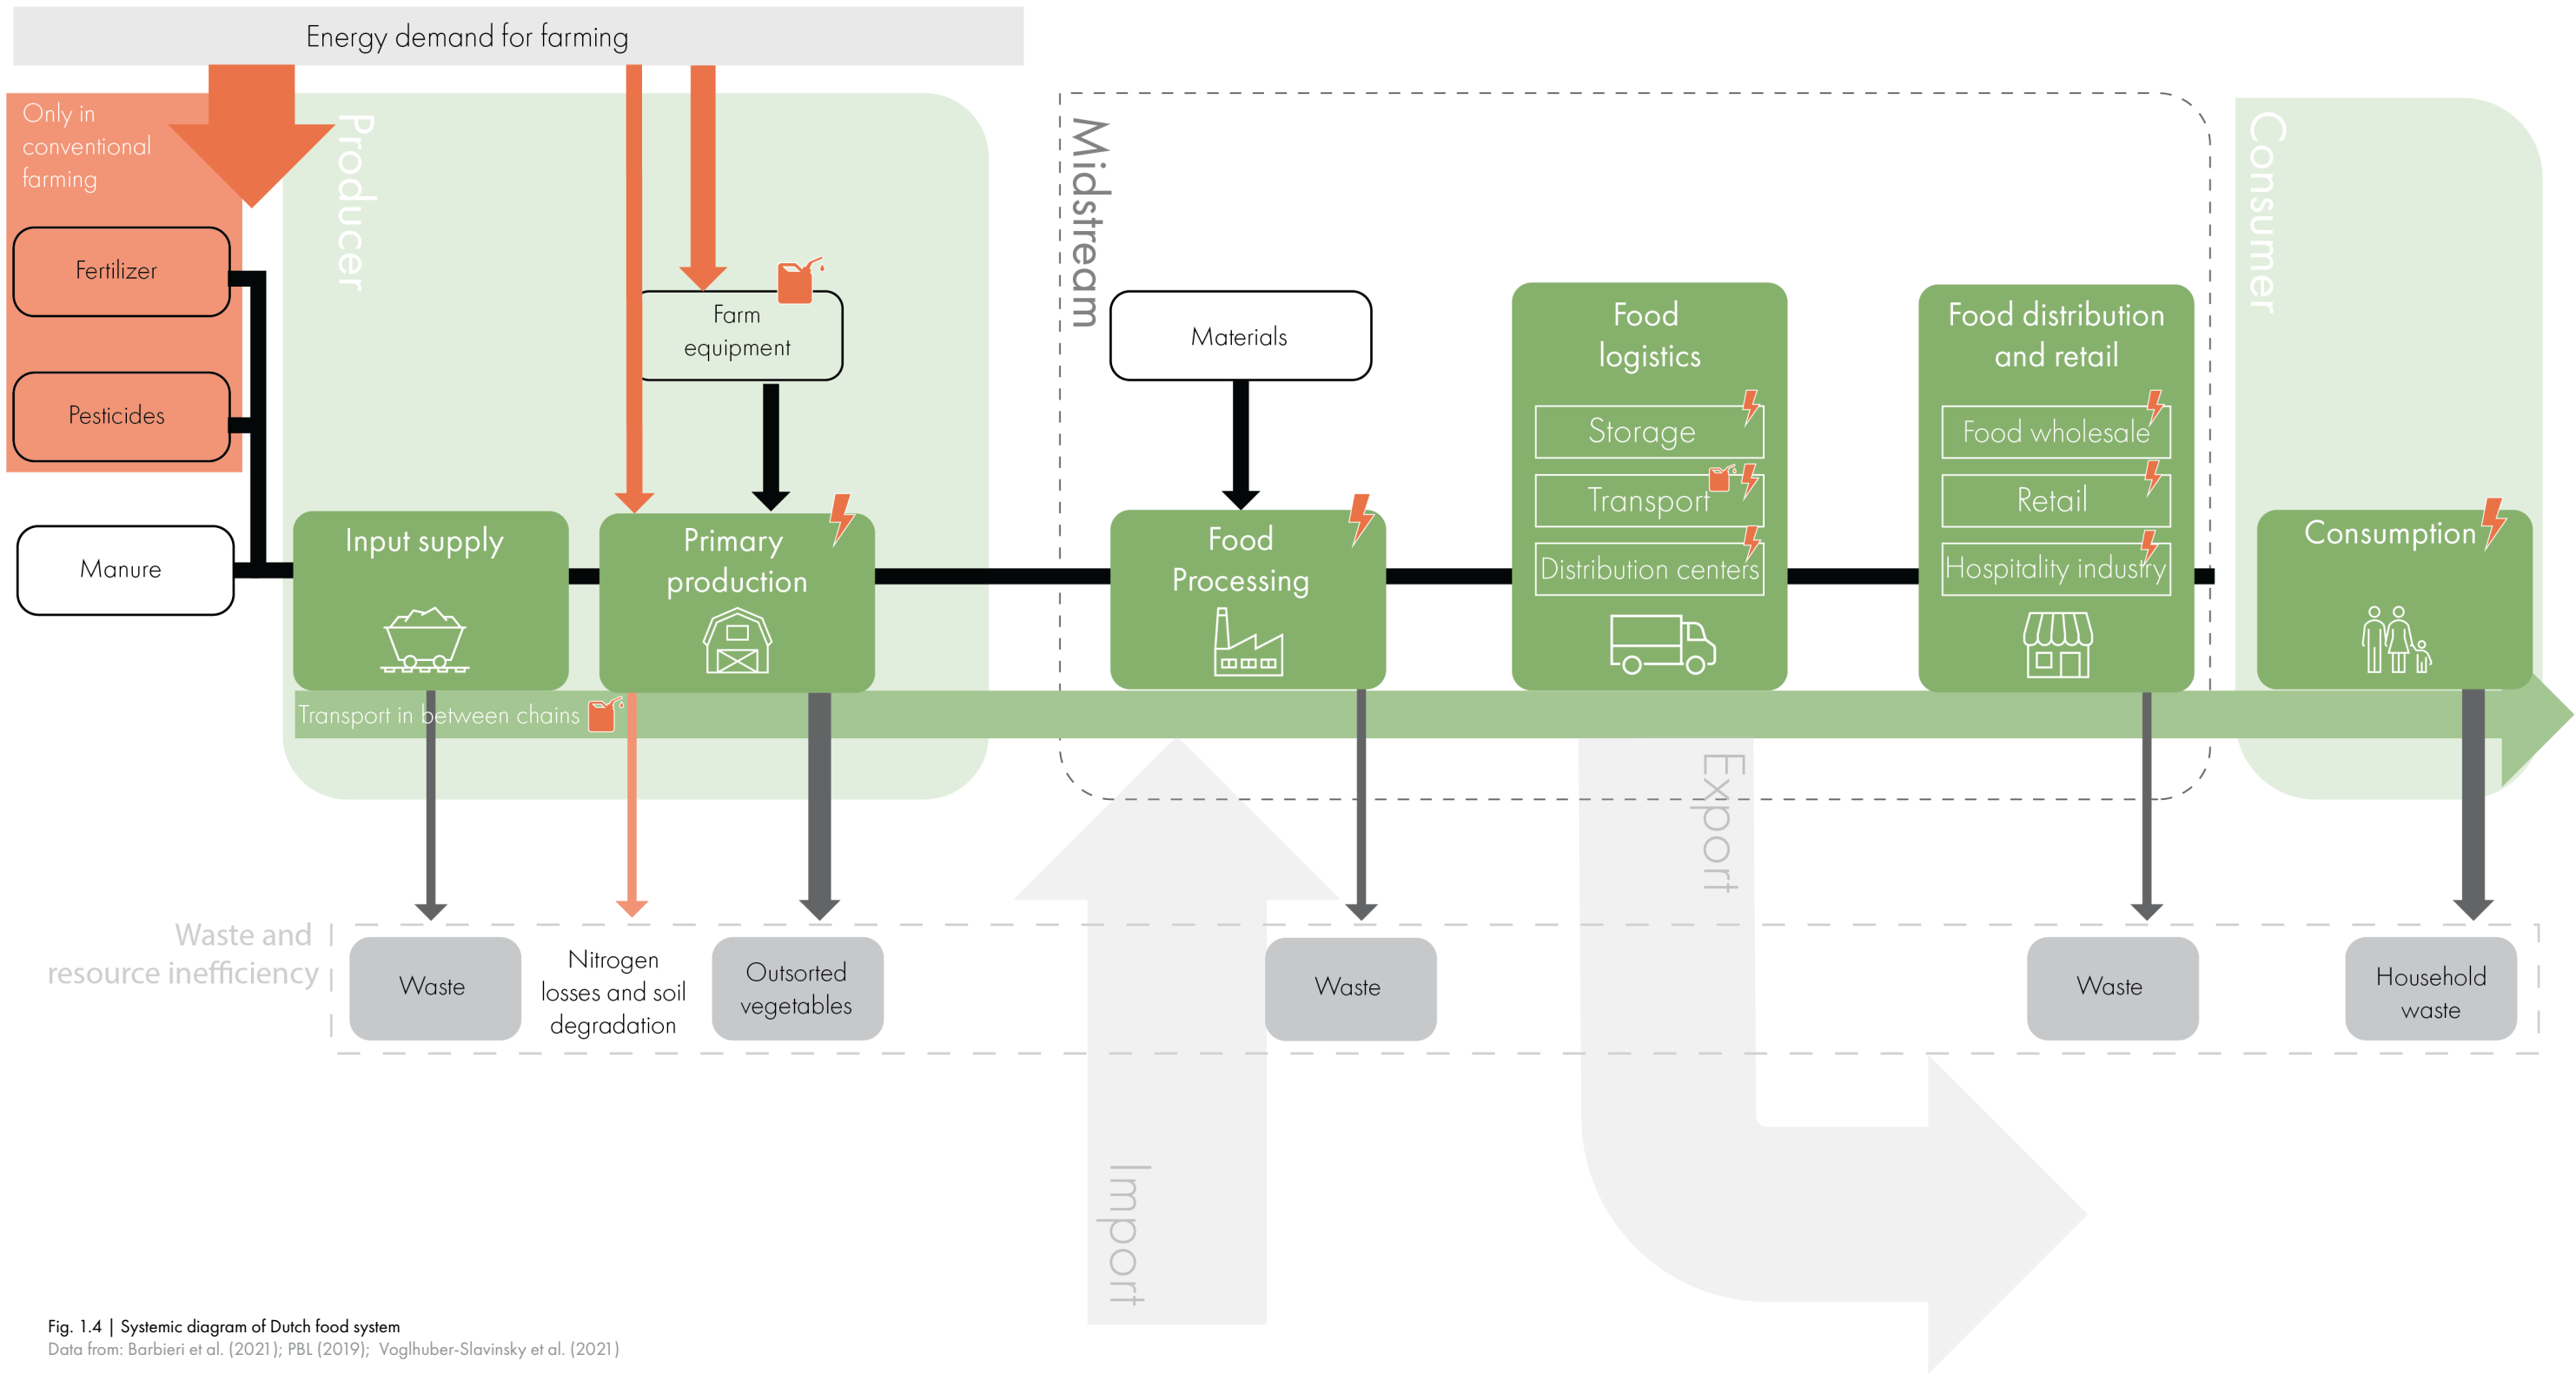 Energy demand for farming
Only in
conventional
farming
Producer
Midstream
Consumer
Fertilizer
Pesticides
Manure
Farm
equipment
Materials
Input supply
Primary
production
Food
Processing
Food
logistics
Storage
Transport
Distribution centers
Food distribution
and retail
Food wholesale
Retail
Hospitality industry
Consumption
Transport in between chains
Export
Import
Waste and
resource inefficiency
Waste
Nitrogen
losses and soil
degradation
Outsorted
vegetables
Waste
Waste
Household
waste
Fig. 1.4 | Systemic diagram of Dutch food system
Data from: Barbieri et al. (2021); PBL (2019); Voglhuber-Slavinsky et al. (2021)